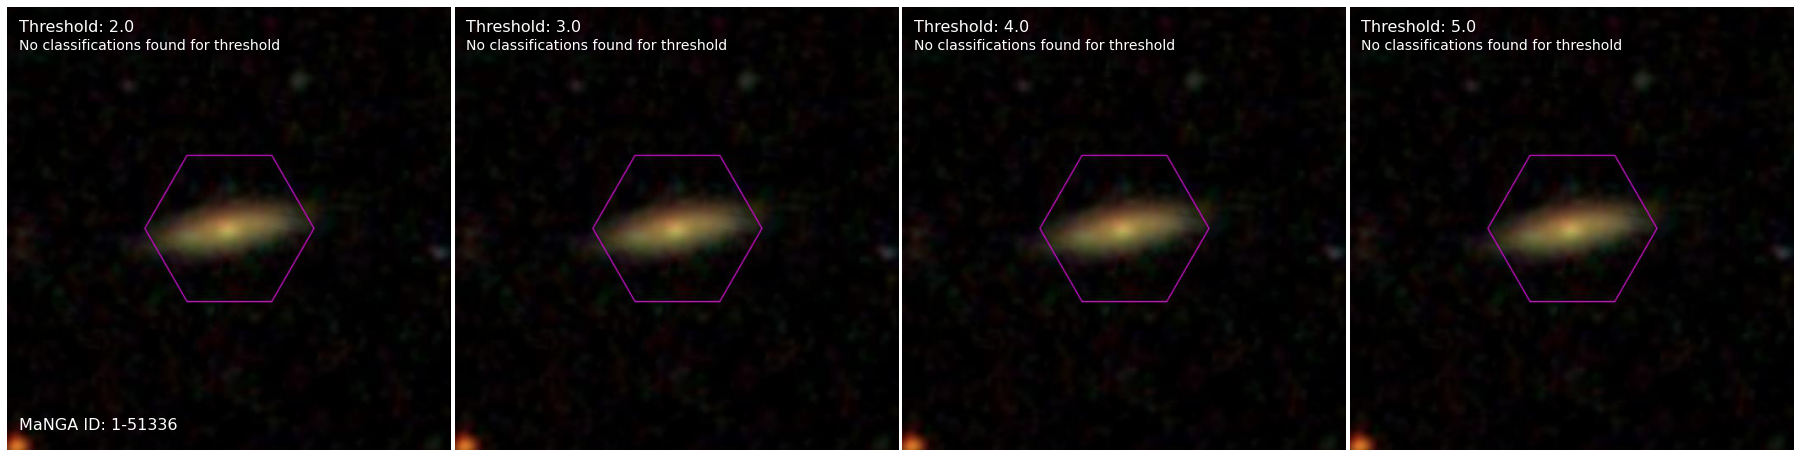 Threshold: 2.0
No classifications found for threshold
MaNGA ID: 1-51336
Threshold: 3.0
No classifications found for threshold
Threshold: 4.0
No classifications found for threshold
Threshold: 5.0
No classifications found for threshold